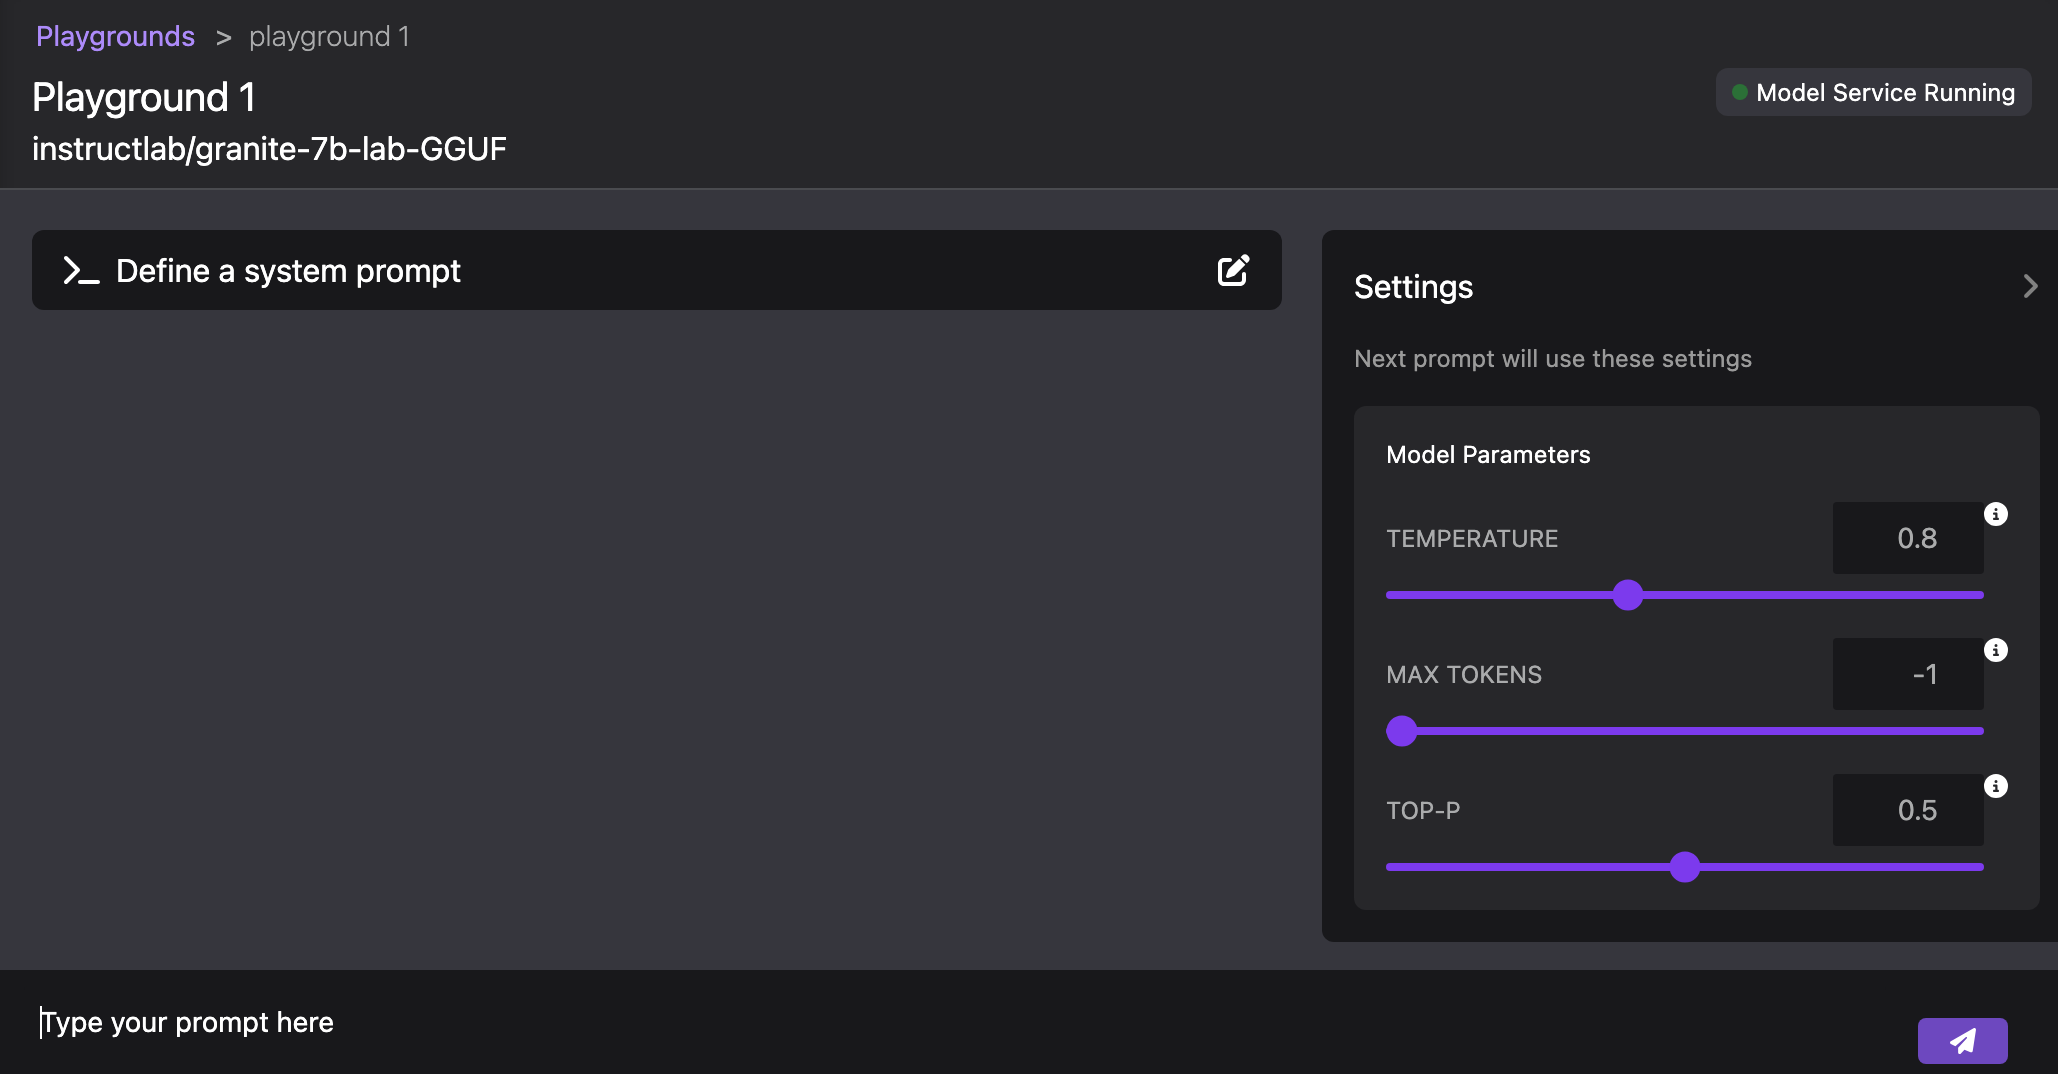 Playgrounds > playground 1
Playground 1
Model Service Running
instructlab/granite-7b-lab-GGUF
Define a system prompt
Settings
Next prompt will use these settings
Model Parameters
TEMPERATURE 0.8
MAX TOKENS -1
TOP-P 0.5
Type your prompt here